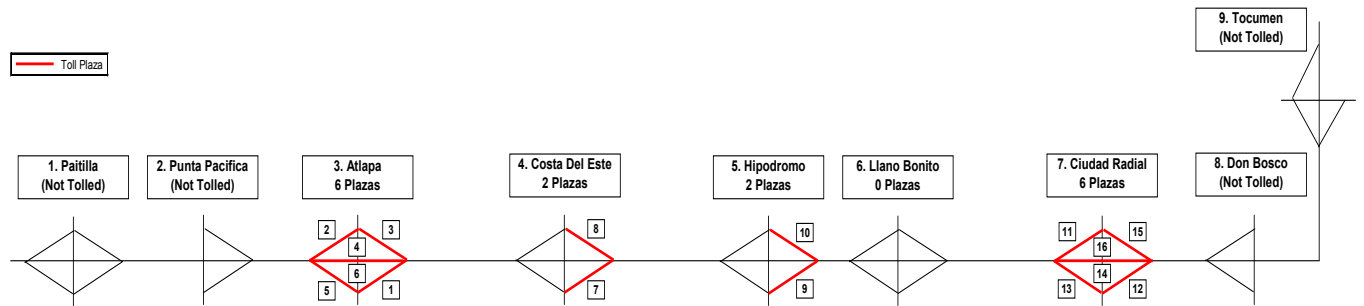 9. Tocumen
(Not Tolled)
Toll Plaza
1. Paitilla
(Not Tolled)
2. Punta Pacifica
(Not Tolled)
3. Atlapa
6 Plazas
4. Costa Del Este
2 Plazas
5. Hipodromo
2 Plazas
6. Llano Bonito
0 Plazas
7. Ciudad Radial
6 Plazas
8. Don Bosco
(Not Tolled)
2
3
4
6
5
1
8
7
10
9
11
15
16
14
13
12